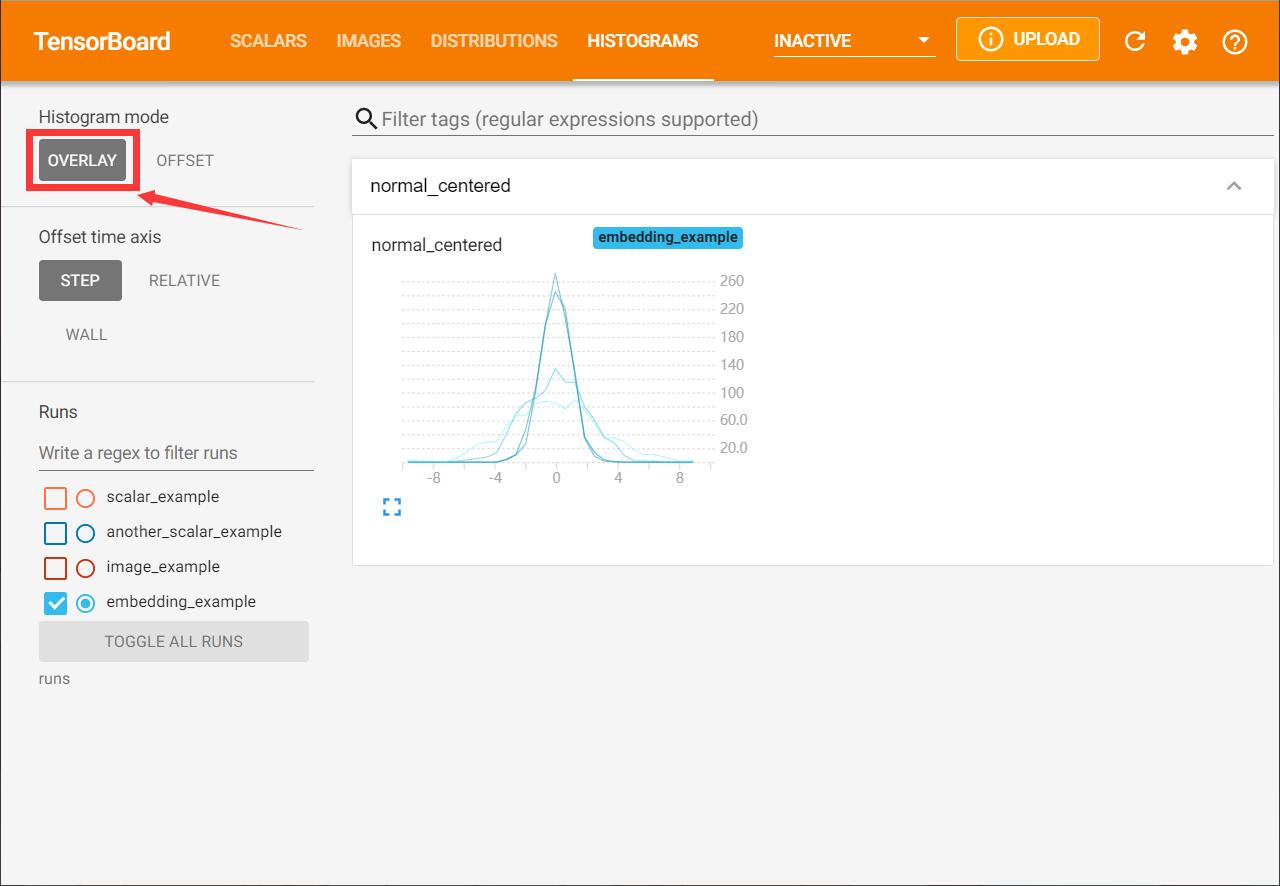 TensorBoard SCALARS IMAGES DISTRIBUTIONS HISTOGRAMS INACTIVE UPLOAD
Histogram mode
OVERLAY OFFSET
Offset time axis
STEP RELATIVE
WALL
Runs
Write a regex to filter runs
scalar_example
another_scalar_example
image_example
embedding_example
TOGGLE ALL RUNS
runs
Filter tags (regular expressions supported)
normal_centered
normal_centered
embedding_example
260
220
180
140
100
60.0
20.0
-8 -4 0 4 8